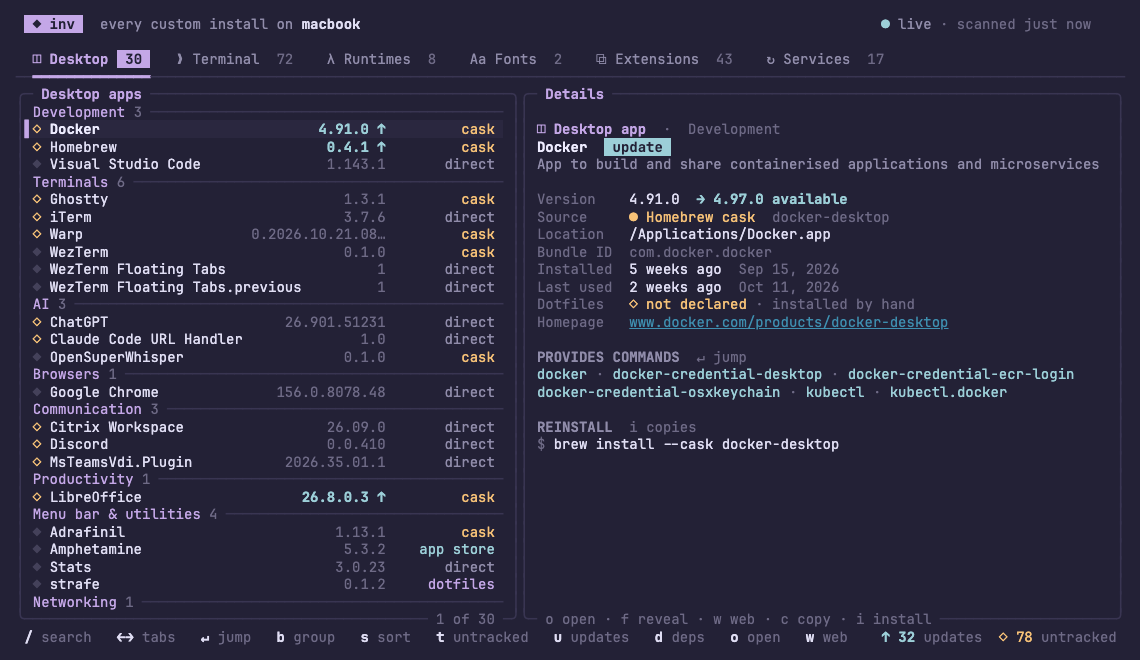 ◆ inv every custom install on macbook ● live · scanned just now
Desktop 30 Terminal 72 λ Runtimes 8 Aa Fonts 2 Extensions 43 ↻ Services 17
Desktop apps
Development 3
◇ Docker 4.91.0 ↑ cask
◇ Homebrew 0.4.1 ↑ cask
◆ Visual Studio Code 1.143.1 direct
Terminals 6
◇ Ghostty 1.3.1 cask
◇ iTerm 3.7.6 direct
◇ Warp 0.2026.10.21.08… cask
◆ WezTerm 0.1.0 cask
◆ WezTerm Floating Tabs 1 direct
◆ WezTerm Floating Tabs.previous 1 direct
AI 3
◇ ChatGPT 26.901.51231 direct
◇ Claude Code URL Handler 1.0 direct
◆ OpenSuperWhisper 0.1.0 cask
Browsers 1
◆ Google Chrome 156.0.8078.48 direct
Communication 3
◇ Citrix Workspace 26.09.0 direct
◇ Discord 0.0.410 direct
◇ MsTeamsVdi.Plugin 2026.35.01.1 direct
Productivity 1
◇ LibreOffice 26.8.0.3 ↑ cask
Menu bar & utilities 4
◆ Adrafinil 1.13.1 cask
◆ Amphetamine 5.3.2 app store
◆ Stats 3.0.23 direct
◆ strafe 0.1.2 dotfiles
Networking 1
1 of 30
Details
Desktop app · Development
Docker update
App to build and share containerised applications and microservices
Version 4.91.0 → 4.97.0 available
Source ● Homebrew cask docker-desktop
Location /Applications/Docker.app
Bundle ID com.docker.docker
Installed 5 weeks ago Sep 15, 2026
Last used 2 weeks ago Oct 11, 2026
Dotfiles ◇ not declared · installed by hand
Homepage www.docker.com/products/docker-desktop
PROVIDES COMMANDS ↵ jump
docker · docker-credential-desktop · docker-credential-ecr-login
docker-credential-osxkeychain · kubectl · kubectl.docker
REINSTALL i copies
$ brew install --cask docker-desktop
o open · f reveal · w web · c copy · i install
/ search ↔ tabs ↵ jump b group s sort t untracked u updates d deps o open w web ↑ 32 updates ◇ 78 untracked